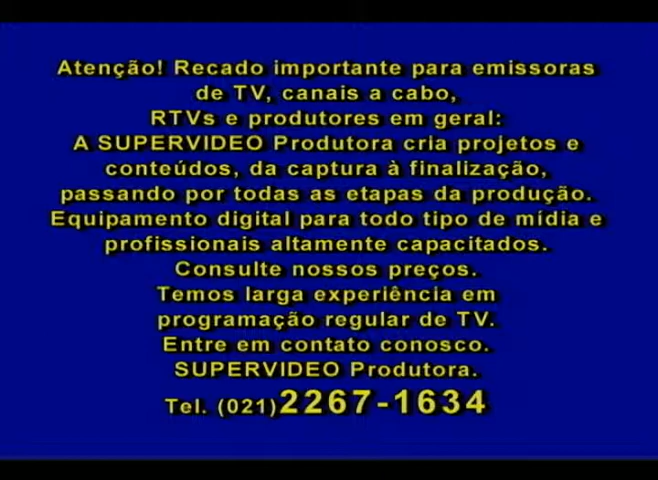 Atenção! Recado importante para emissoras
de TV, canais a cabo,
RTVs e produtores em geral:
A SUPERVIDEO Produtora cria projetos e
conteúdos, da captura à finalização,
passando por todas as etapas da produção.
Equipamento digital para todo tipo de mídia e
profissionais altamente capacitados.
Consulte nossos preços.
Temos larga experiência em
programação regular de TV.
Entre em contato conosco.
SUPERVIDEO Produtora.
Tel. (021)2267-1634